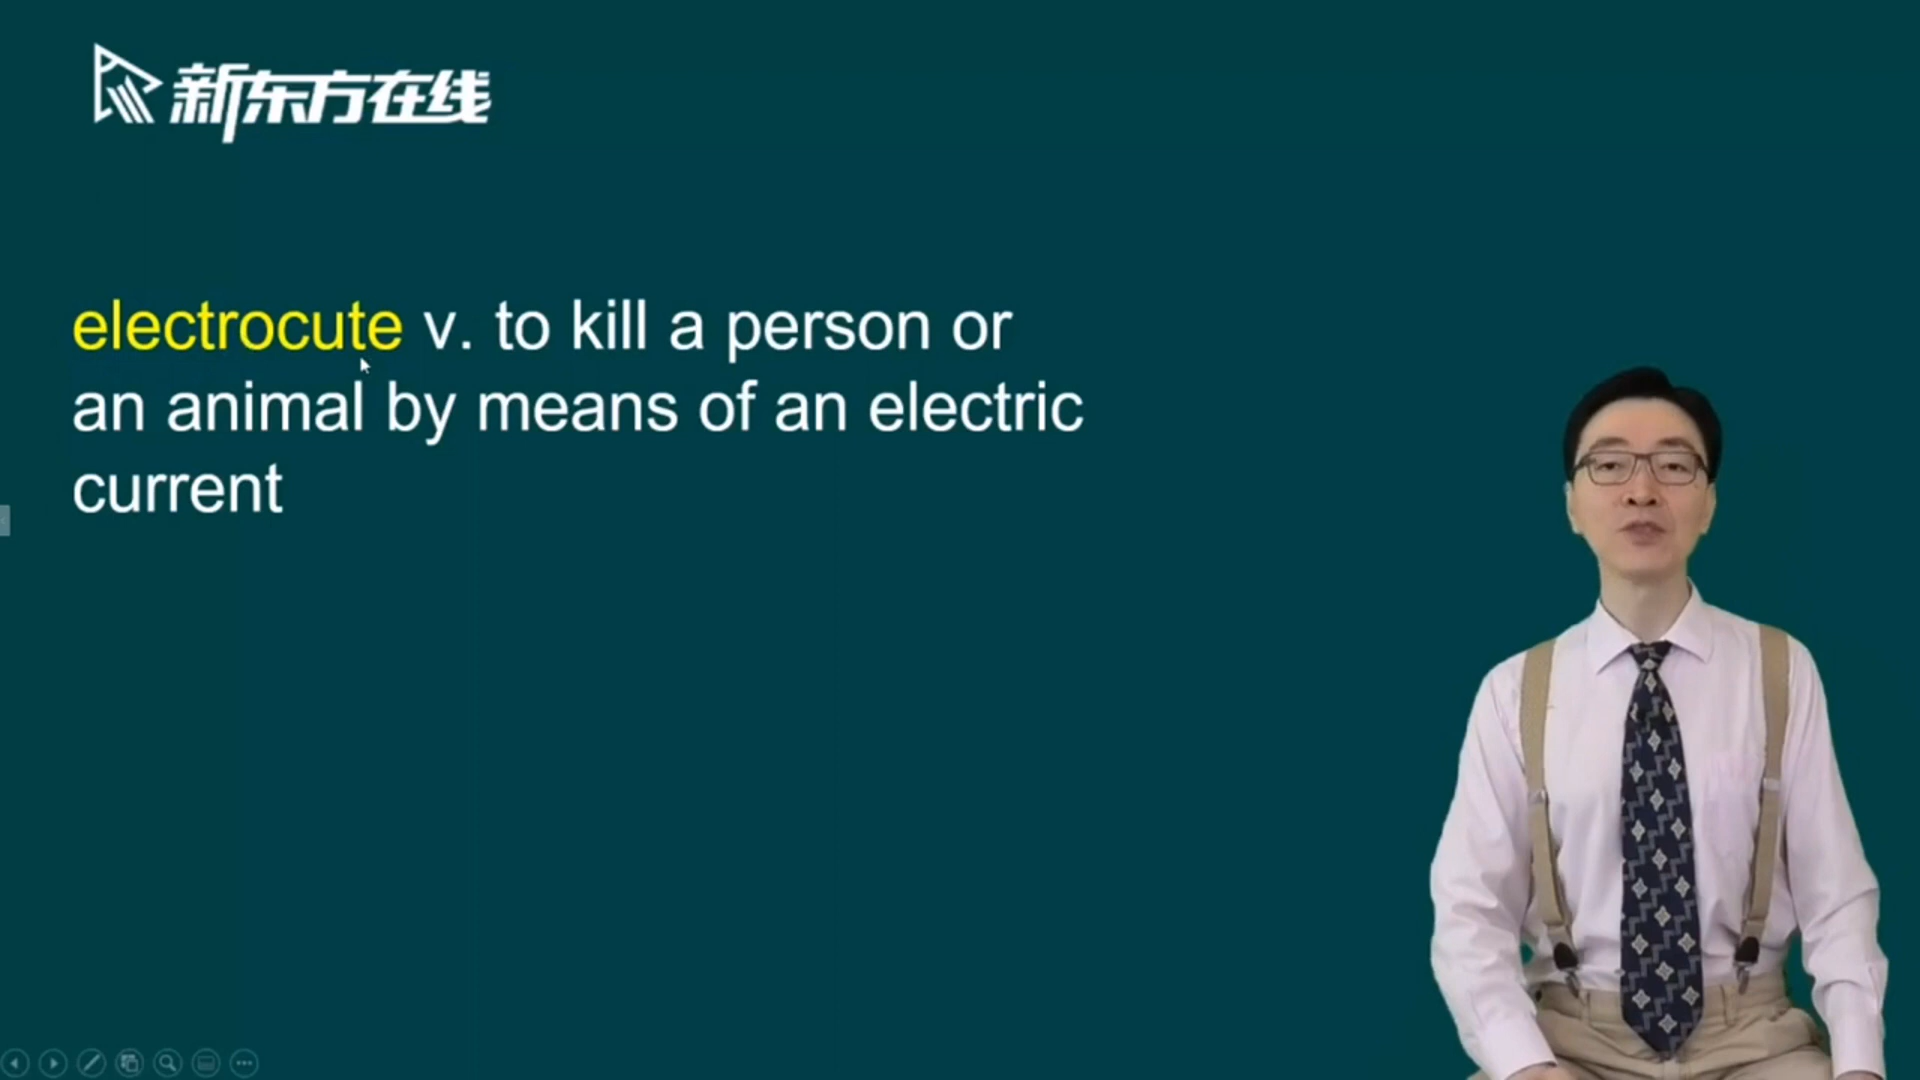 新东方在线
electrocute v. to kill a person or
an animal by means of an electric
current